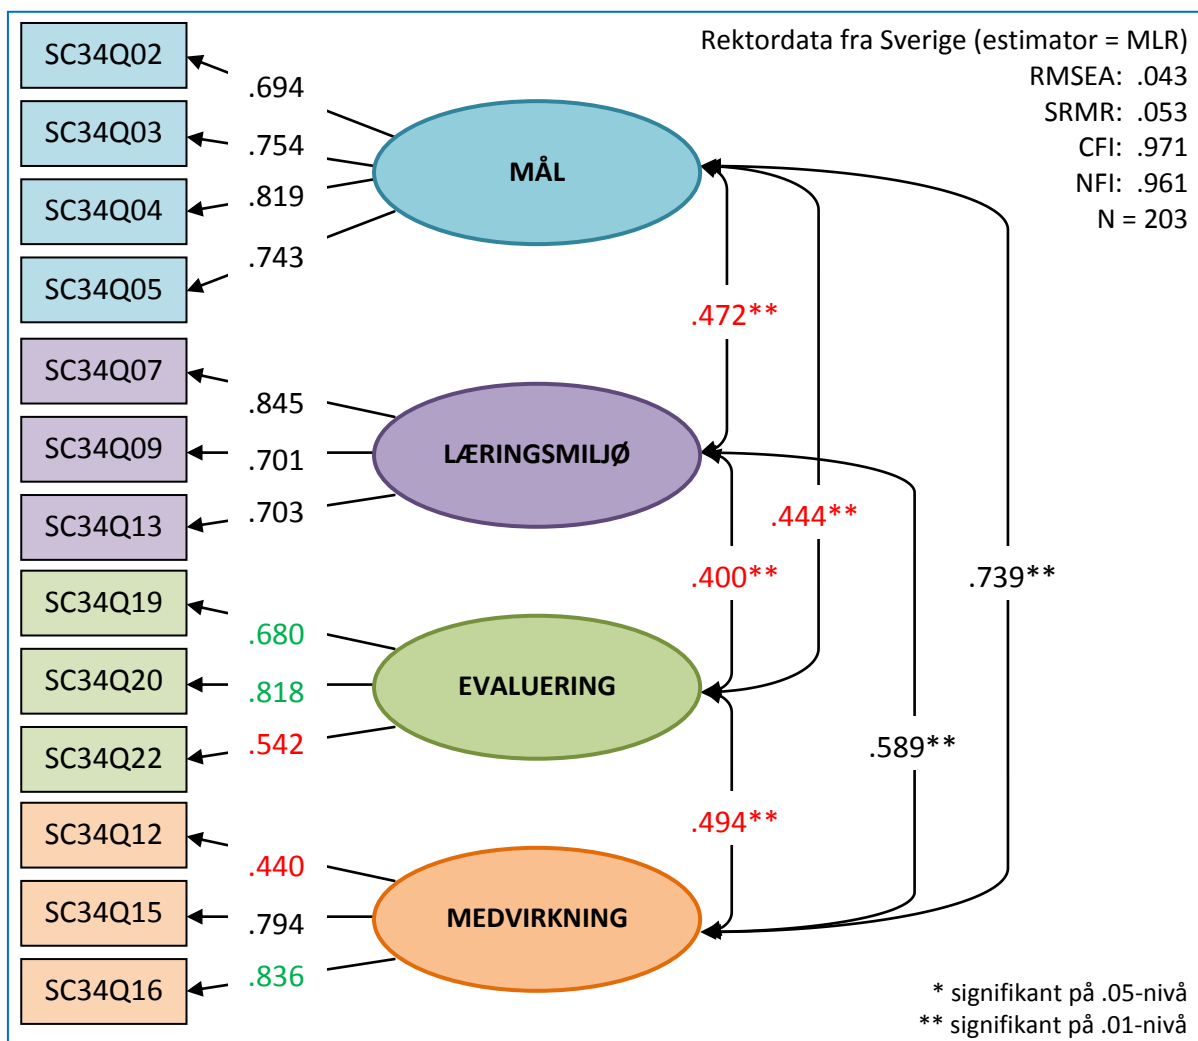 Rektordata fra Sverige (estimator = MLR)
RMSEA: .043
SRMR: .053
CFI: .971
NFI: .961
N = 203
SC34Q02
.694
SC34Q03
.754
SC34Q04
.819
SC34Q05
.743
MÅL
SC34Q07
.845
SC34Q09
.701
SC34Q13
.703
LÆRINGSMILJØ
SC34Q19
.680
SC34Q20
.818
SC34Q22
.542
EVALUERING
SC34Q12
.440
SC34Q15
.794
SC34Q16
.836
MEDVIRKNING
.472**
.444**
.400**
.739**
.589**
.494**
* signifikant på .05-nivå
** signifikant på .01-nivå